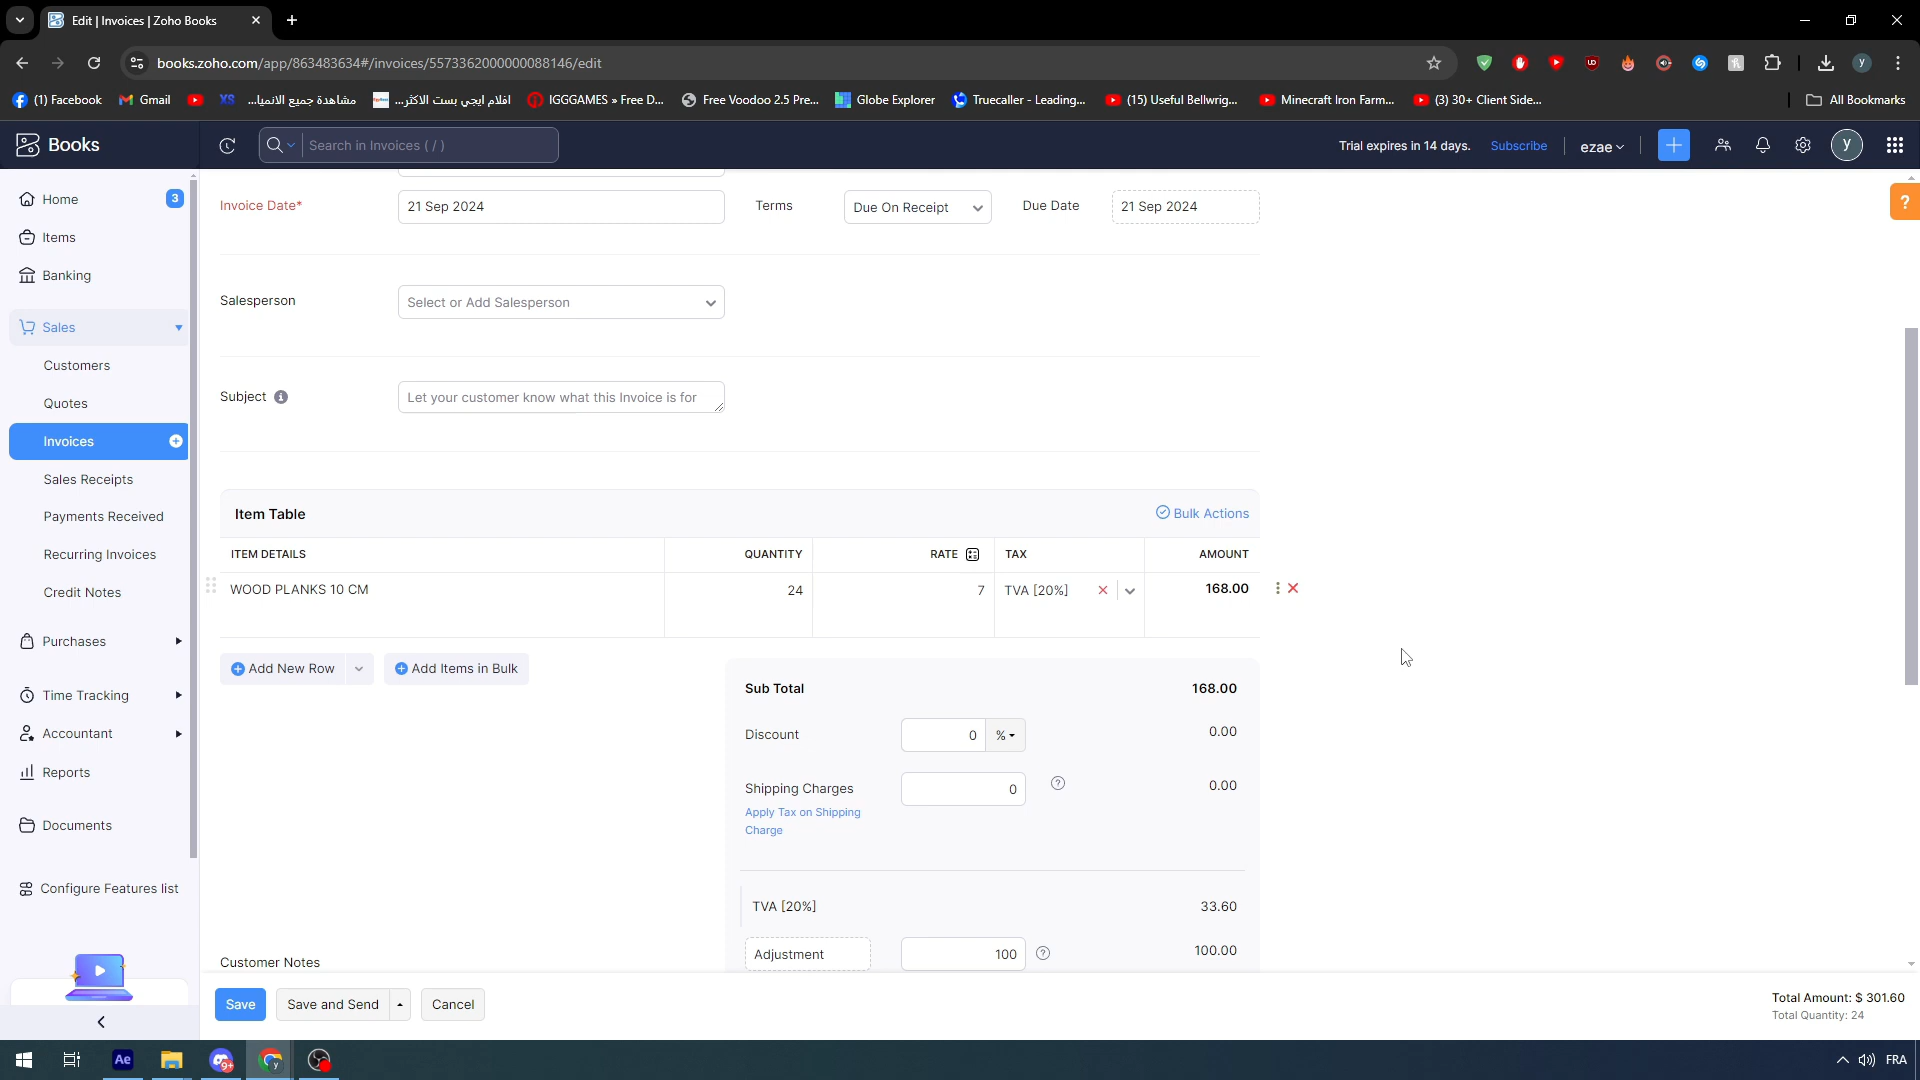 Edit | Invoices | Zoho Books
books.zoho.com/app/863483634#/invoices/5573362000000088146/edit
(1) Facebook
Gmail
مشاهدة جميع الانميا...
افلام ايجي بست الاكثر...
IGGGAMES » Free D...
Free Voodoo 2.5 Pre...
Globe Explorer
Truecaller - Leading...
(15) Useful Bellwrig...
Minecraft Iron Farm...
(3) 30+ Client Side...
All Bookmarks
Books
Search in Invoices ( / )
Trial expires in 14 days.
Subscribe
ezae
y
Home
3
Items
Banking
Sales
Customers
Quotes
Invoices
Sales Receipts
Payments Received
Recurring Invoices
Credit Notes
Purchases
Time Tracking
Accountant
Reports
Documents
Configure Features list
Invoice Date*
21 Sep 2024
Terms
Due On Receipt
Due Date
21 Sep 2024
?
Salesperson
Select or Add Salesperson
Subject
Let your customer know what this Invoice is for
Item Table
Bulk Actions
ITEM DETAILS
QUANTITY
RATE
TAX
AMOUNT
WOOD PLANKS 10 CM
24
7
TVA [20%]
168.00
Add New Row
Add Items in Bulk
Sub Total
168.00
Discount
0
%
0.00
Shipping Charges
0
0.00
Apply Tax on Shipping
Charge
TVA [20%]
33.60
Adjustment
100
100.00
Customer Notes
Save
Save and Send
Cancel
Total Amount: $ 301.60
Total Quantity: 24
Ae
9+
FRA